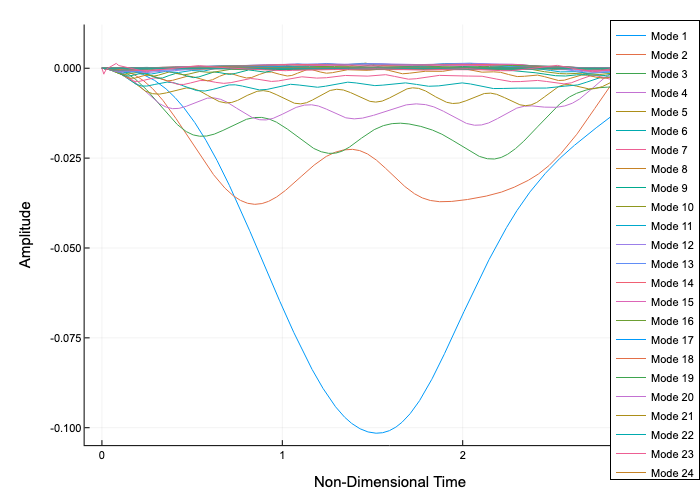 0.000
-0.025
-0.050
-0.075
-0.100
Amplitude
0
1
2
Non-Dimensional Time
Mode 1
Mode 2
Mode 3
Mode 4
Mode 5
Mode 6
Mode 7
Mode 8
Mode 9
Mode 10
Mode 11
Mode 12
Mode 13
Mode 14
Mode 15
Mode 16
Mode 17
Mode 18
Mode 19
Mode 20
Mode 21
Mode 22
Mode 23
Mode 24